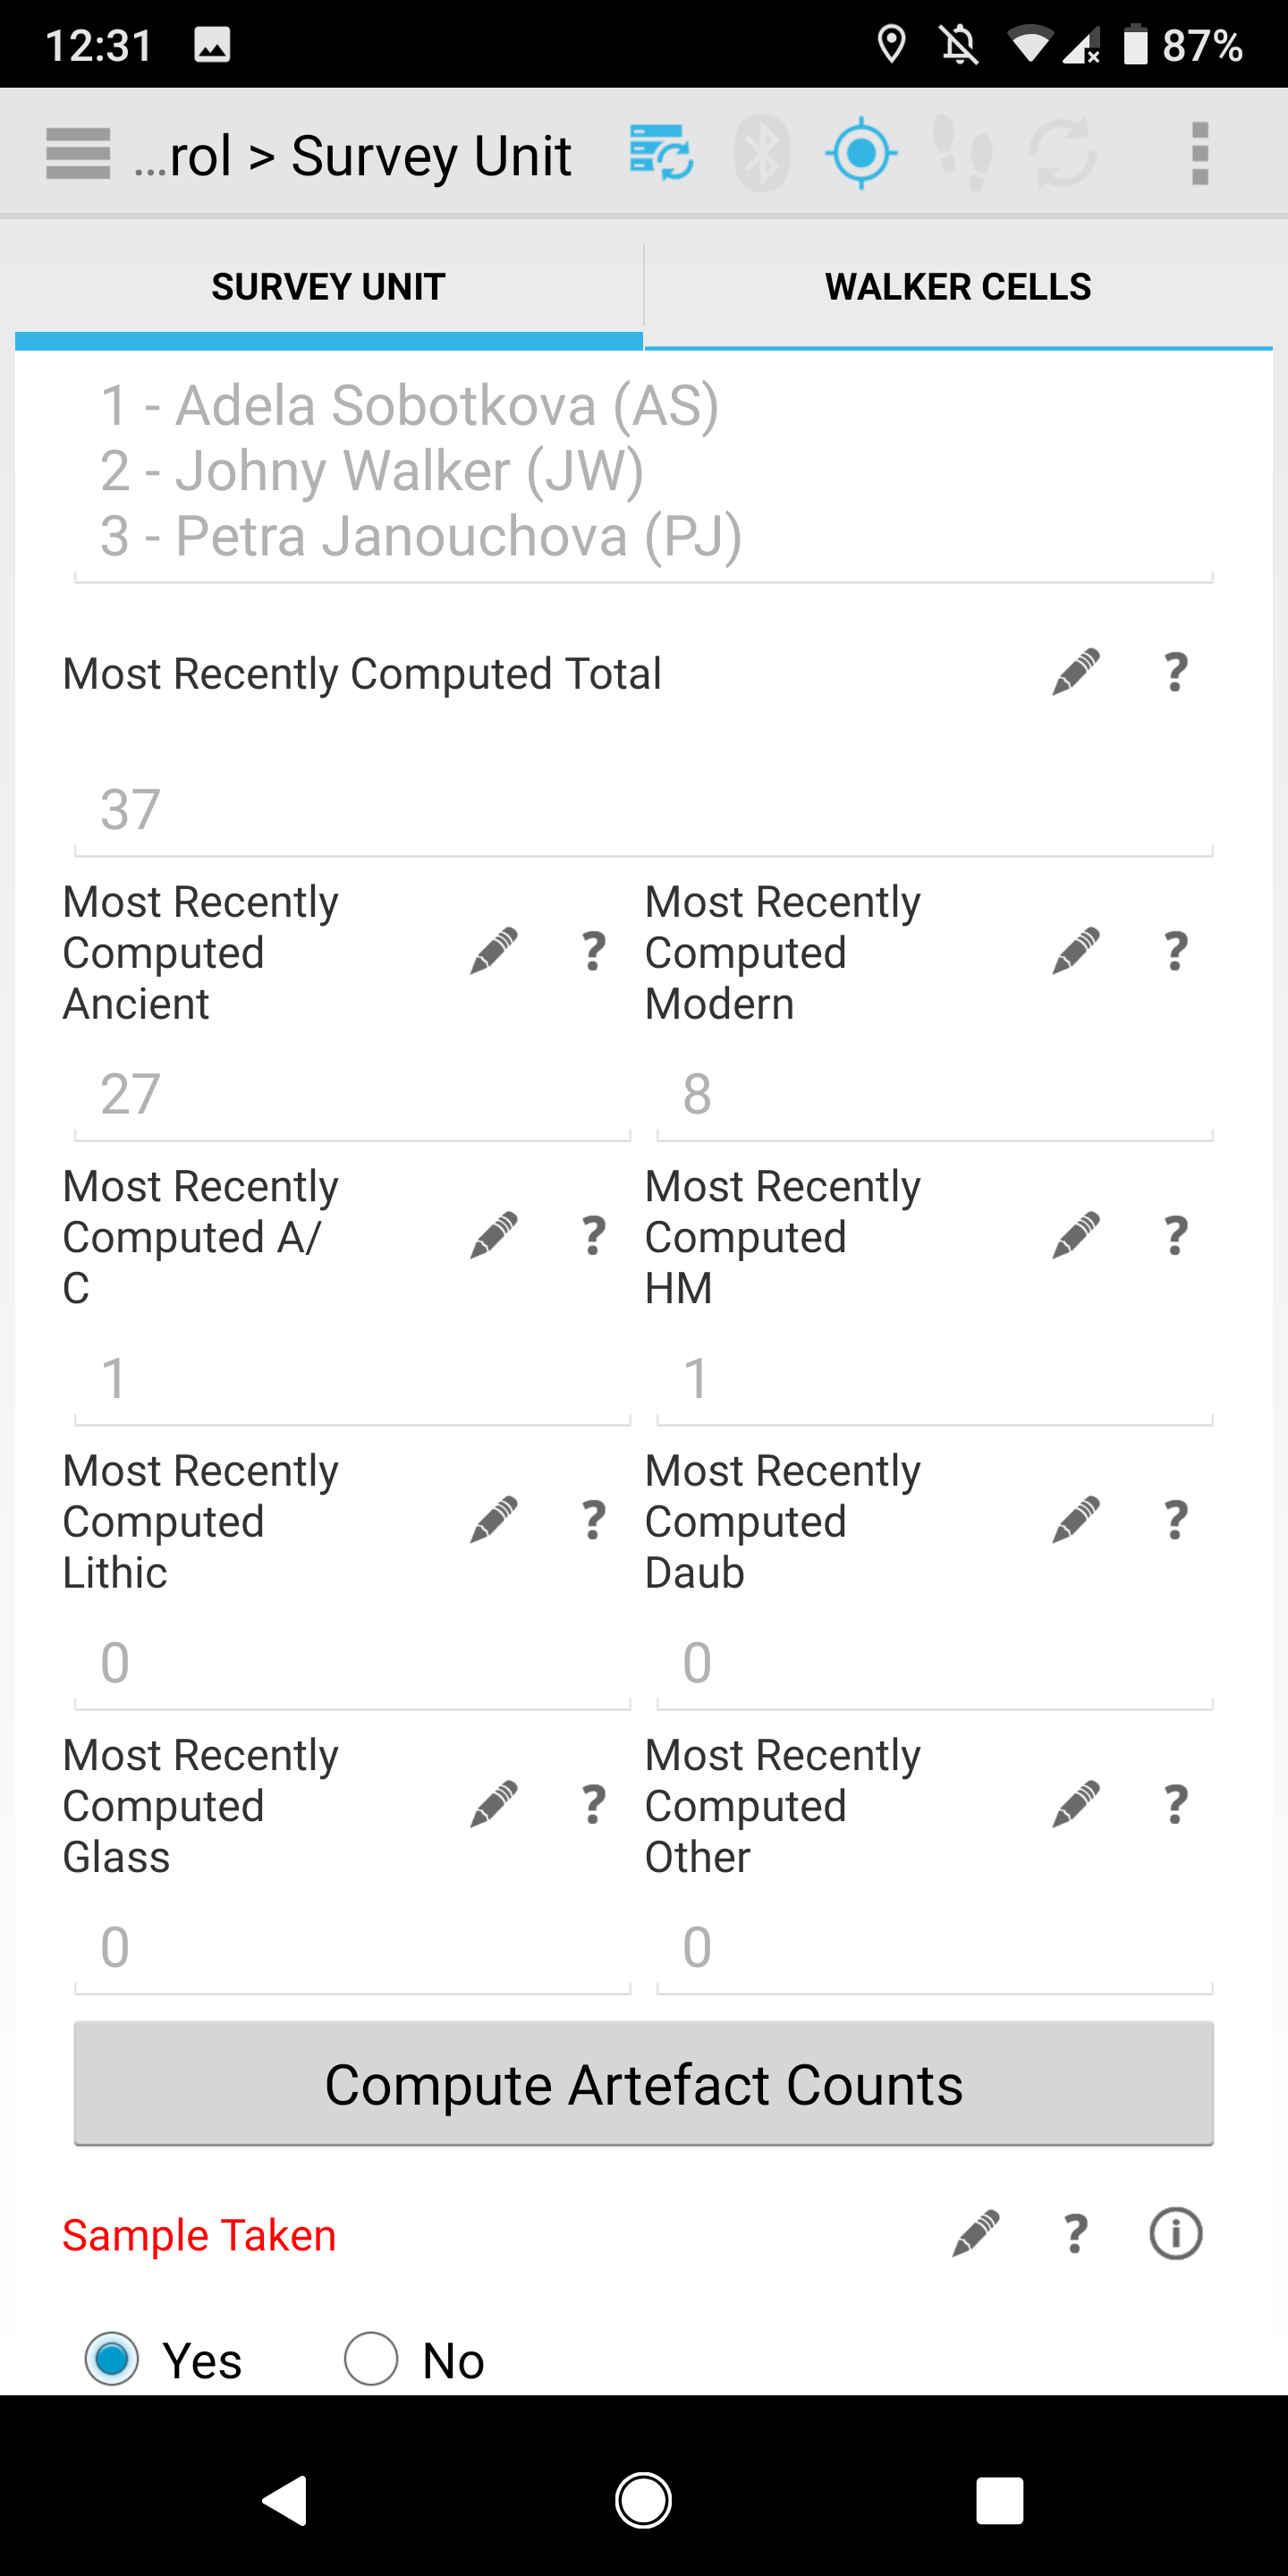 12:31 87%
...rol > Survey Unit
SURVEY UNIT WALKER CELLS
1 - Adela Sobotkova (AS)
2 - Johny Walker (JW)
3 - Petra Janouchova (PJ)
Most Recently Computed Total ?
37
Most Recently
Computed
Ancient
?
Most Recently
Computed
Modern
?
27
8
Most Recently
Computed A/
C
?
Most Recently
Computed
HM
?
1
1
Most Recently
Computed
Lithic
?
Most Recently
Computed
Daub
?
0
0
Most Recently
Computed
Glass
?
Most Recently
Computed
Other
?
0
0
Compute Artefact Counts
Sample Taken ? i
Yes No